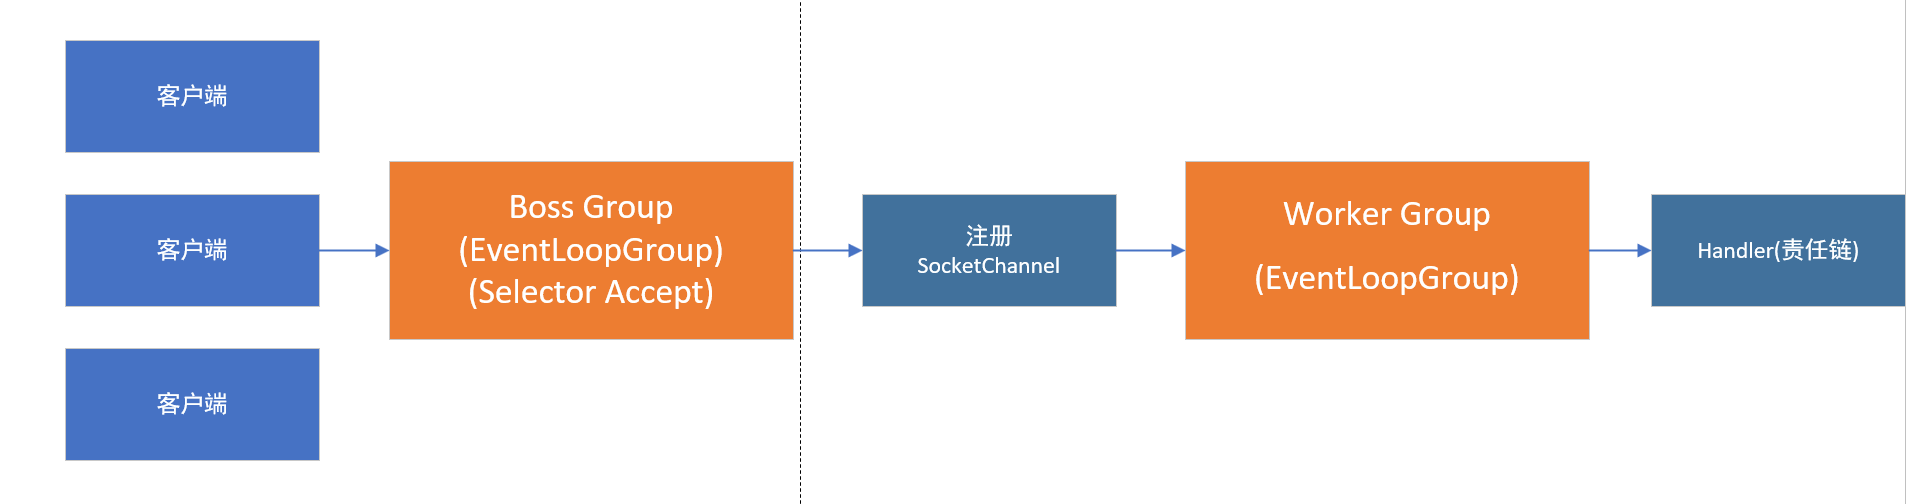 客户端
客户端
客户端
Boss Group
(EventLoopGroup)
(Selector Accept)
注册
SocketChannel
Worker Group
(EventLoopGroup)
Handler(责任链)